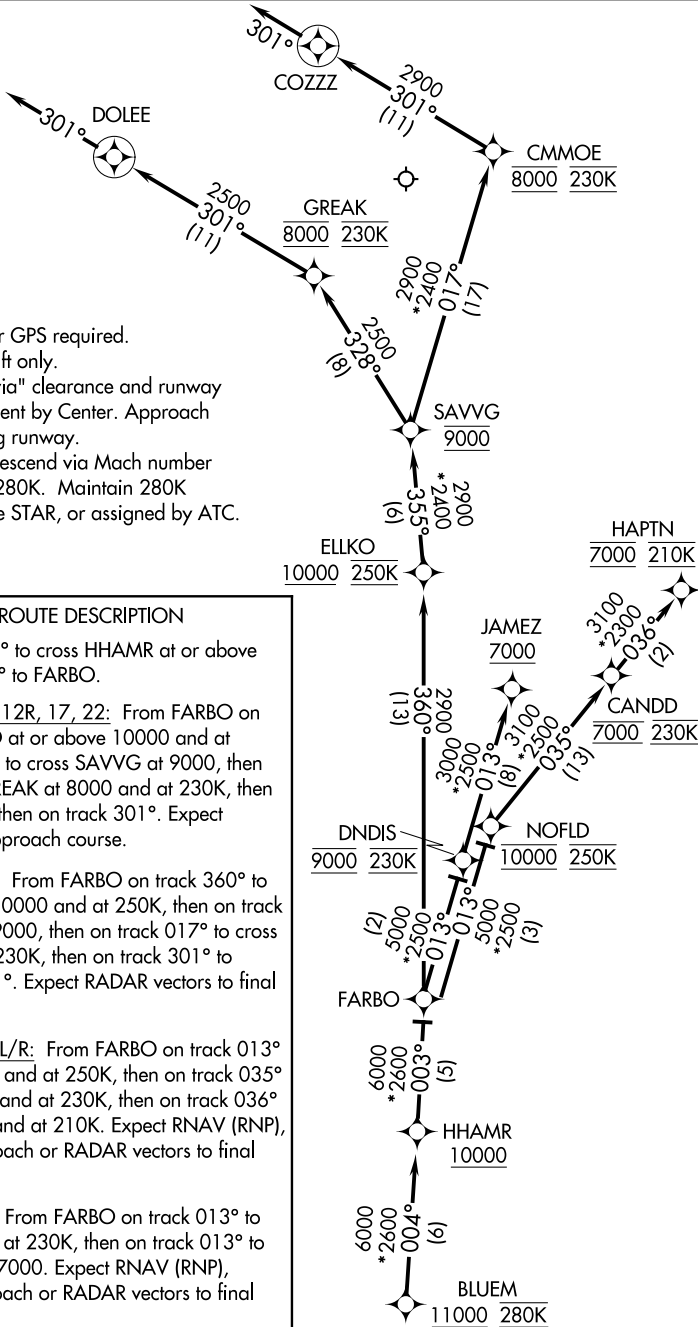 301°
COZZZ
2900
301°
(11)
CMMOE
8000 230K
301°
DOLEE
2500
301°
(11)
GREAK
8000 230K
2900
*2400
017°
(17)
2500
328°
(8)
r GPS required.
ft only.
via" clearance and runway
ent by Center. Approach
g runway.
escend via Mach number
280K. Maintain 280K
e STAR, or assigned by ATC.
SAVVG
9000
2900
*2400
355°
(6)
ELLKO
10000 250K
HAPTN
7000 210K
3100
*2300
036°
(2)
JAMEZ
7000
CANDD
7000 230K
2900
360°
(13)
3100
*2500
035°
(13)
3000
*2500
013°
(8)
DNDIS
9000 230K
NOFLD
10000 250K
(2)
5000
*2500
013°
013°
5000
*2500
(3)
FARBO
6000
*2600
003°
(5)
HHAMR
10000
6000
*2600
004°
(6)
BLUEM
11000 280K
ROUTE DESCRIPTION
° to cross HHAMR at or above
° to FARBO.
12R, 17, 22: From FARBO on
O at or above 10000 and at
to cross SAVVG at 9000, then
REAK at 8000 and at 230K, then
then on track 301°. Expect
pproach course.
From FARBO on track 360° to
0000 and at 250K, then on track
9000, then on track 017° to cross
230K, then on track 301° to
°. Expect RADAR vectors to final
L/R: From FARBO on track 013°
and at 250K, then on track 035°
and at 230K, then on track 036°
and at 210K. Expect RNAV (RNP),
oach or RADAR vectors to final
From FARBO on track 013° to
at 230K, then on track 013° to
7000. Expect RNAV (RNP),
oach or RADAR vectors to final